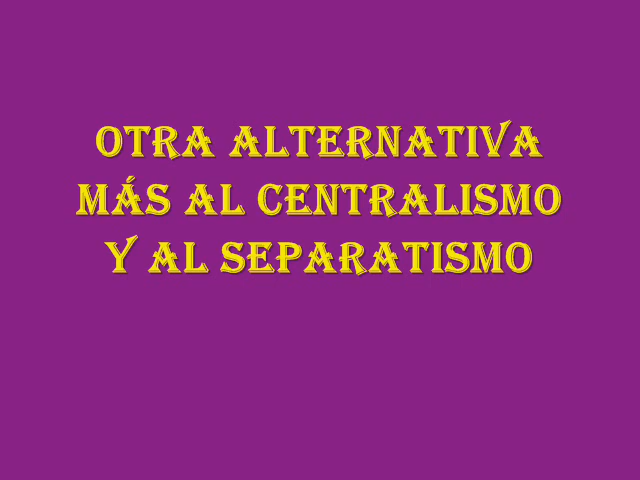 OTRA ALTERNATIVA
MÁS AL CENTRALISMO
Y AL SEPARATISMO